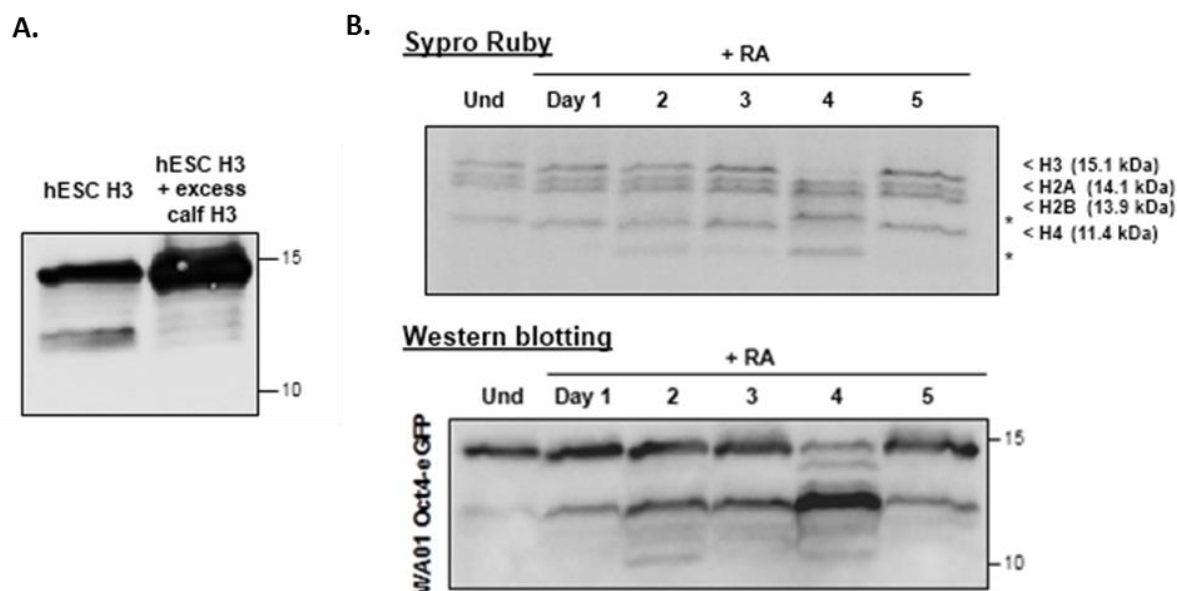 A.
hESC H3
hESC H3
+ excess
calf H3
15
10
B.
Sypro Ruby
+ RA
Und Day 1 2 3 4 5
< H3 (15.1 kDa)
< H2A (14.1 kDa)
< H2B (13.9 kDa)
*
< H4 (11.4 kDa)
*
Western blotting
+ RA
Und Day 1 2 3 4 5
WA01 Oct4-eGFP
15
10